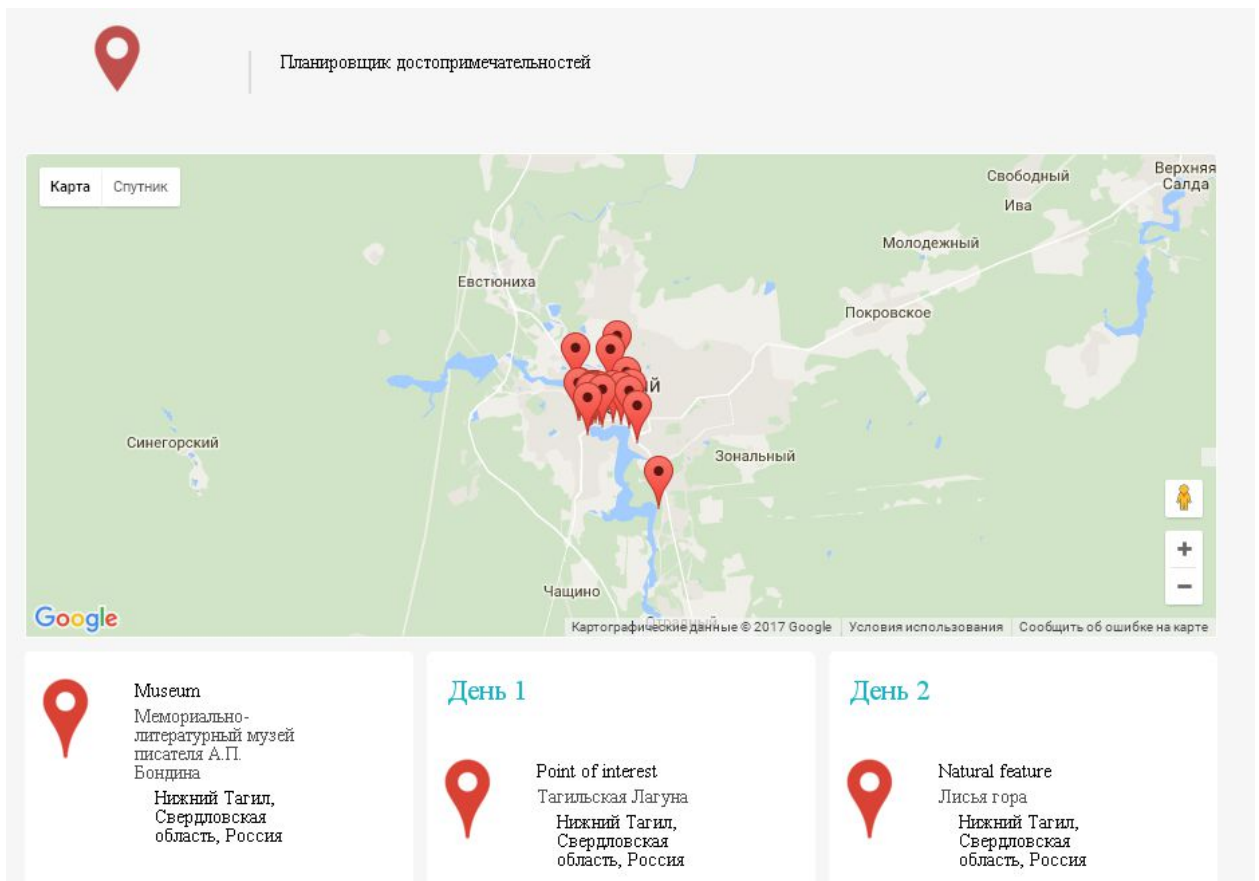 Планировщик достопримечательностей
Карта
Спутник
Свободный
Верхняя
Салда
Ива
Молодежный
Евстюниха
Покровское
й
Синегорский
Зональный
Чащино
Google
Картографические данные © 2017 Google
Условия использования
Сообщить об ошибке на карте
Museum
Мемориально-
литературный музей
писателя А.П.
Бондина
Нижний Тагил,
Свердловская
область, Россия
День 1
Point of interest
Тагильская Лагуна
Нижний Тагил,
Свердловская
область, Россия
День 2
Natural feature
Лисья гора
Нижний Тагил,
Свердловская
область, Россия